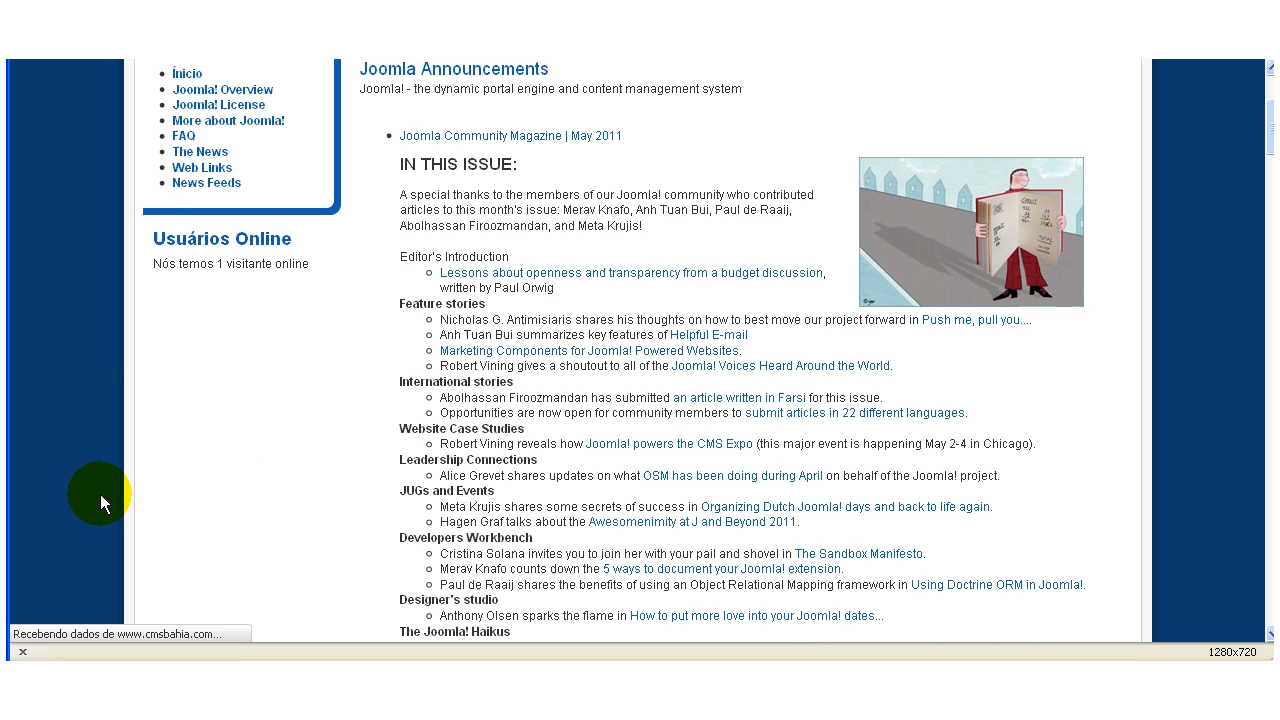 Ínicio
Joomla! Overview
Joomla! License
More about Joomla!
FAQ
The News
Web Links
News Feeds
Usuários Online
Nós temos 1 visitante online
Joomla Announcements
Joomla! - the dynamic portal engine and content management system
Joomla Community Magazine | May 2011
IN THIS ISSUE:
A special thanks to the members of our Joomla! community who contributed
articles to this month's issue: Merav Knafo, Anh Tuan Bui, Paul de Raaij,
Abolhassan Firoozmandan, and Meta Krujis!
Editor's Introduction
Lessons about openness and transparency from a budget discussion,
written by Paul Orwig
Feature stories
Nicholas G. Antimisiaris shares his thoughts on how to best move our project forward in Push me, pull you....
Anh Tuan Bui summarizes key features of Helpful E-mail
Marketing Components for Joomla! Powered Websites.
Robert Vining gives a shoutout to all of the Joomla! Voices Heard Around the World.
International stories
Abolhassan Firoozmandan has submitted an article written in Farsi for this issue.
Opportunities are now open for community members to submit articles in 22 different languages.
Website Case Studies
Robert Vining reveals how Joomla! powers the CMS Expo (this major event is happening May 2-4 in Chicago).
Leadership Connections
Alice Grevet shares updates on what OSM has been doing during April on behalf of the Joomla! project.
JUGs and Events
Meta Krujis shares some secrets of success in Organizing Dutch Joomla! days and back to life again.
Hagen Graf talks about the Awesomenimity at J and Beyond 2011.
Developers Workbench
Cristina Solana invites you to join her with your pail and shovel in The Sandbox Manifesto.
Merav Knafo counts down the 5 ways to document your Joomla! extension.
Paul de Raaij shares the benefits of using an Object Relational Mapping framework in Using Doctrine ORM in Joomla!.
Designer's studio
Anthony Olsen sparks the flame in How to put more love into your Joomla! dates...
The Joomla! Haikus
Recebendo dados de www.cmsbahia.com...
1280x720